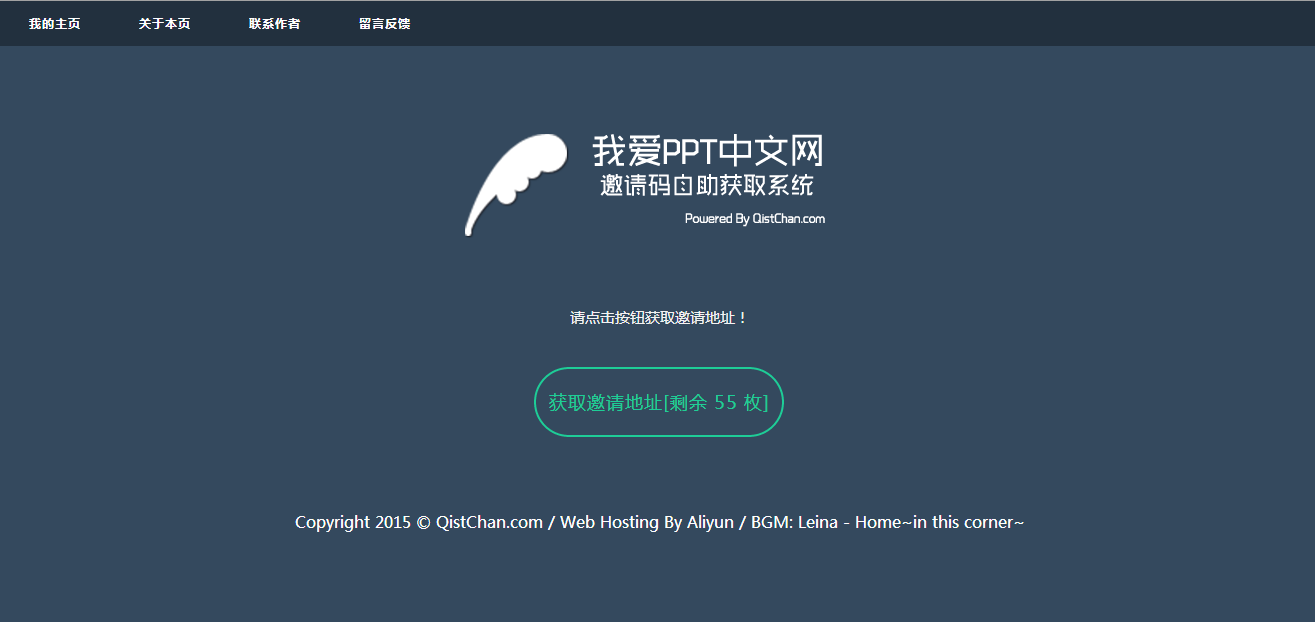 我的主页 关于本页 联系作者 留言反馈
我爱PPT中文网
邀请码自助获取系统
Powered By QistChan.com
请点击按钮获取邀请地址！
获取邀请地址[剩余 55 枚]
Copyright 2015 © QistChan.com / Web Hosting By Aliyun / BGM: Leina - Home~in this corner~